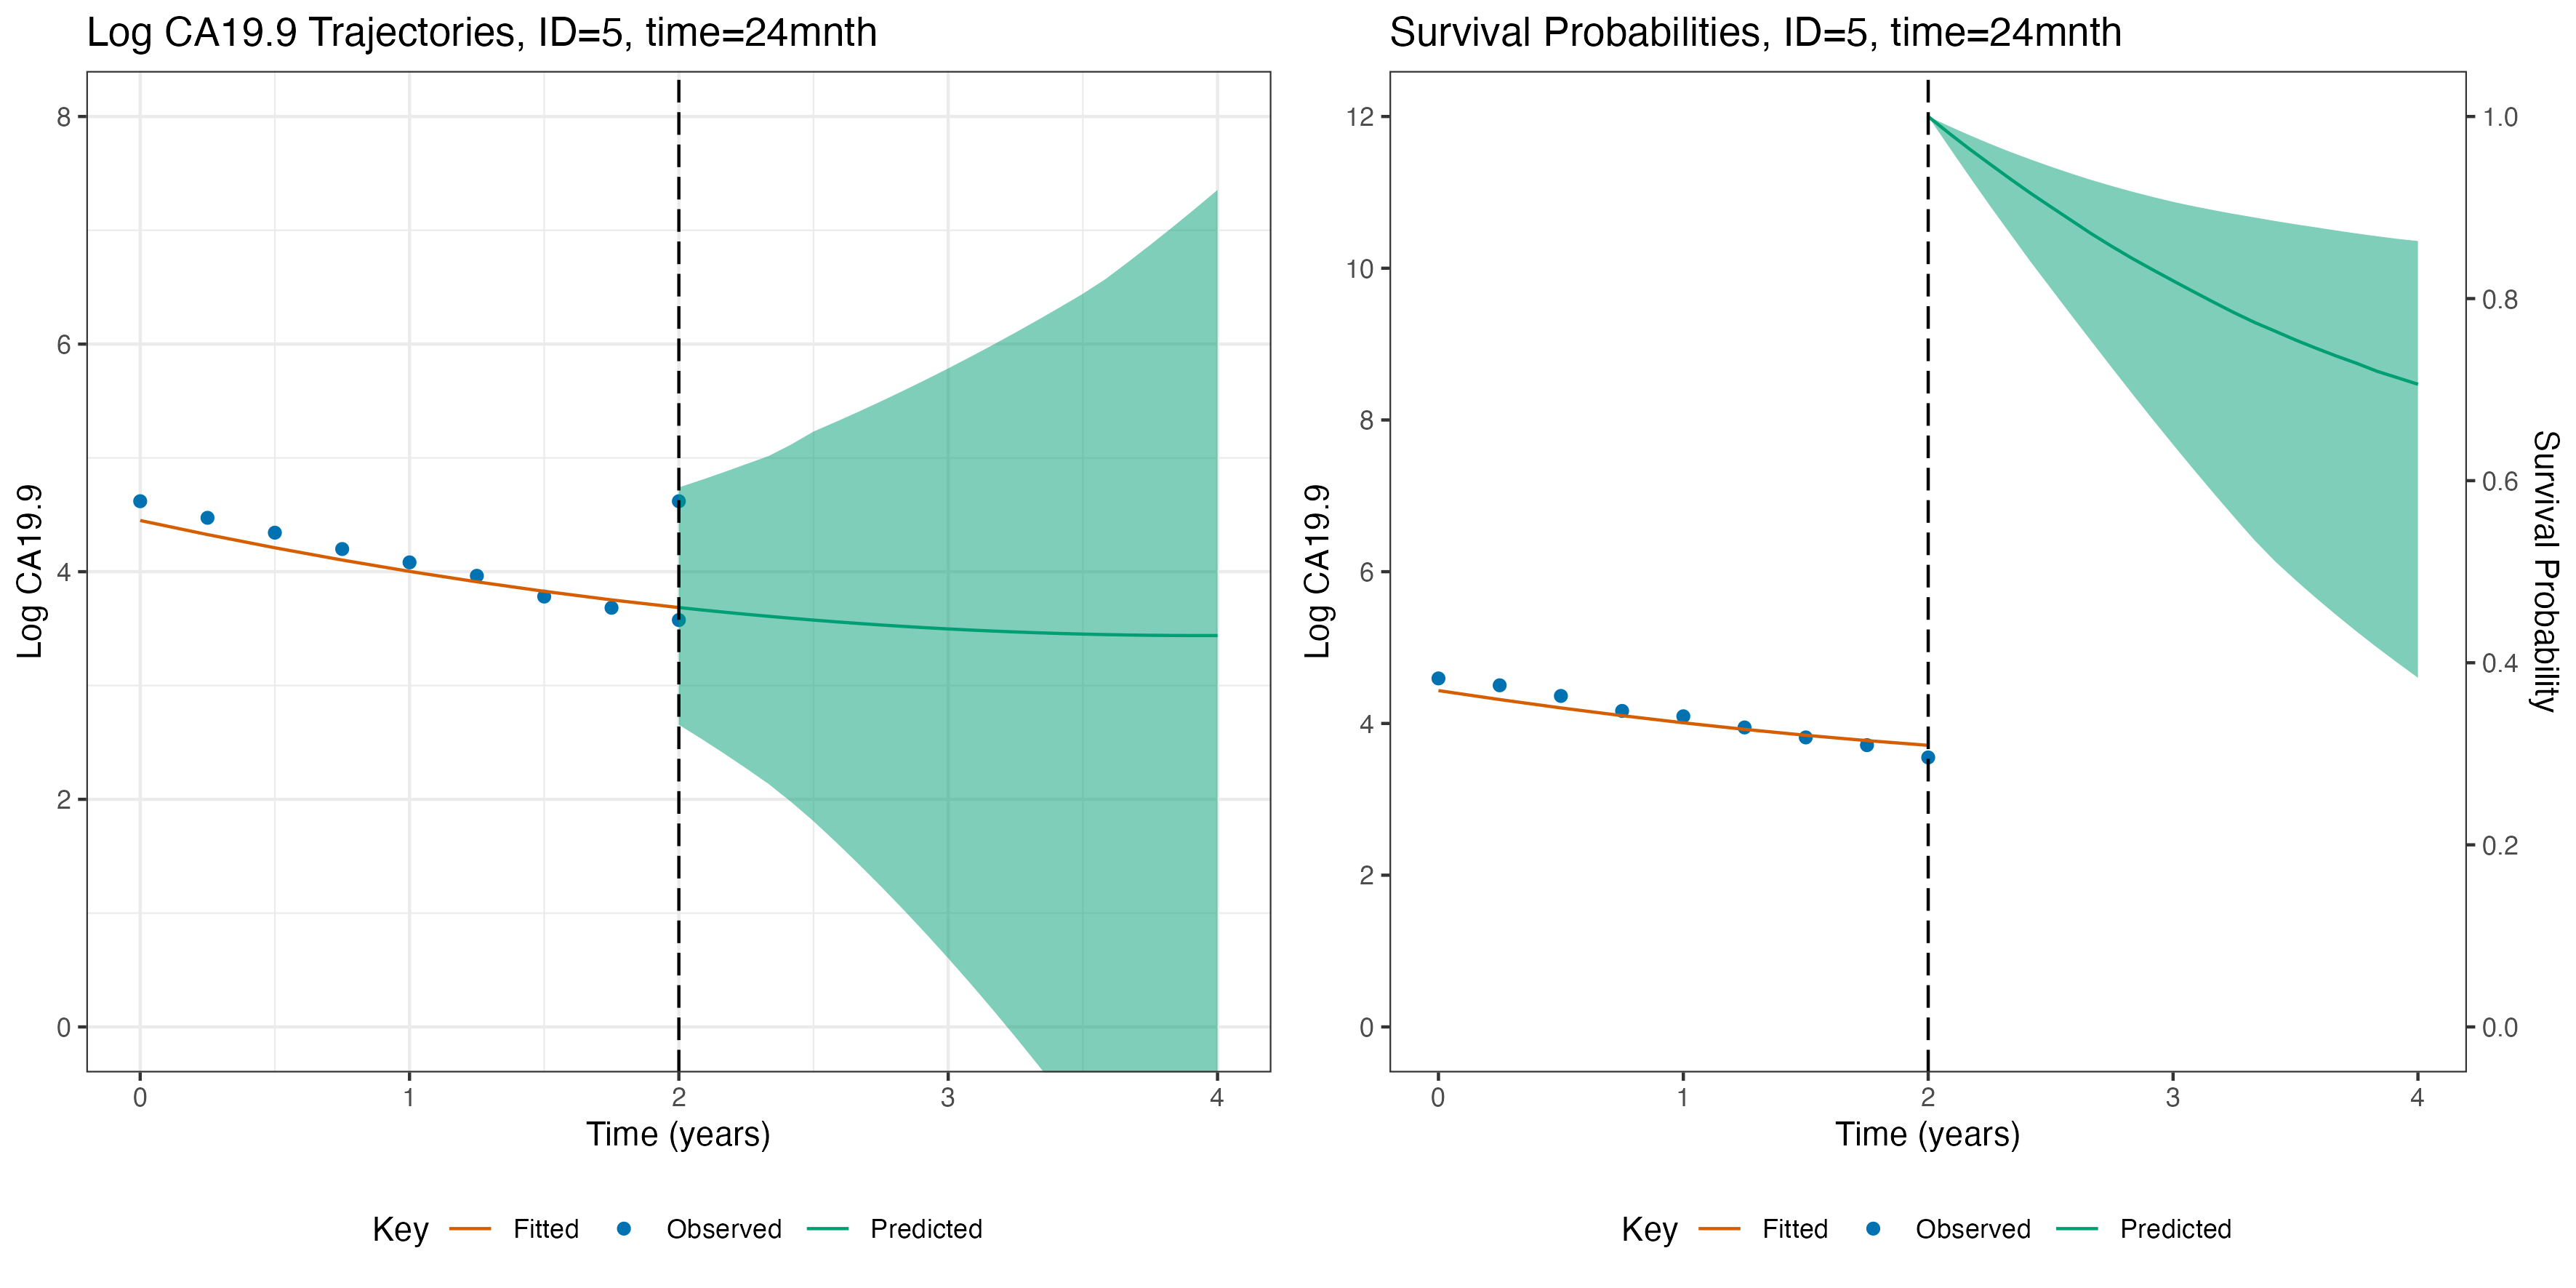 Log CA19.9 Trajectories, ID=5, time=24mnth
8
6
4
2
0
Log CA19.9
0 1 2 3 4
Time (years)
Key Fitted Observed Predicted
Survival Probabilities, ID=5, time=24mnth
12
10
8
6
4
2
0
Log CA19.9
1.0
0.8
0.6
0.4
0.2
0.0
Survival Probability
0 1 2 3 4
Time (years)
Key Fitted Observed Predicted